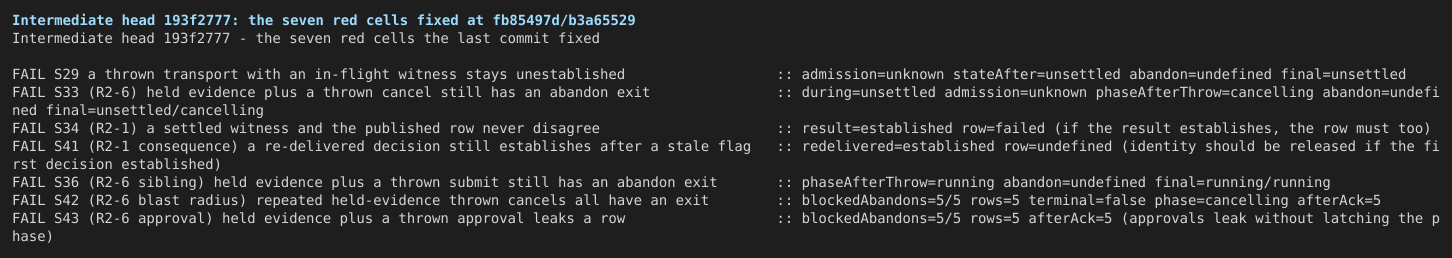 Intermediate head 193f2777: the seven red cells fixed at fb85497d/b3a65529
Intermediate head 193f2777 - the seven red cells the last commit fixed
FAIL S29 a thrown transport with an in-flight witness stays unestablished :: admission=unknown stateAfter=unsettled abandon=undefined final=unsettled
FAIL S33 (R2-6) held evidence plus a thrown cancel still has an abandon exit :: during=unsettled admission=unknown phaseAfterThrow=cancelling abandon=undefi
ned final=unsettled/cancelling
FAIL S34 (R2-1) a settled witness and the published row never disagree :: result=established row=failed (if the result establishes, the row must too)
FAIL S41 (R2-1 consequence) a re-delivered decision still establishes after a stale flag :: redelivered=established row=undefined (identity should be released if the fi
rst decision established)
FAIL S36 (R2-6 sibling) held evidence plus a thrown submit still has an abandon exit :: phaseAfterThrow=running abandon=undefined final=running/running
FAIL S42 (R2-6 blast radius) repeated held-evidence thrown cancels all have an exit :: blockedAbandons=5/5 rows=5 terminal=false phase=cancelling afterAck=5
FAIL S43 (R2-6 approval) held evidence plus a thrown approval leaks a row :: blockedAbandons=5/5 rows=5 afterAck=5 (approvals leak without latching the p
hase)